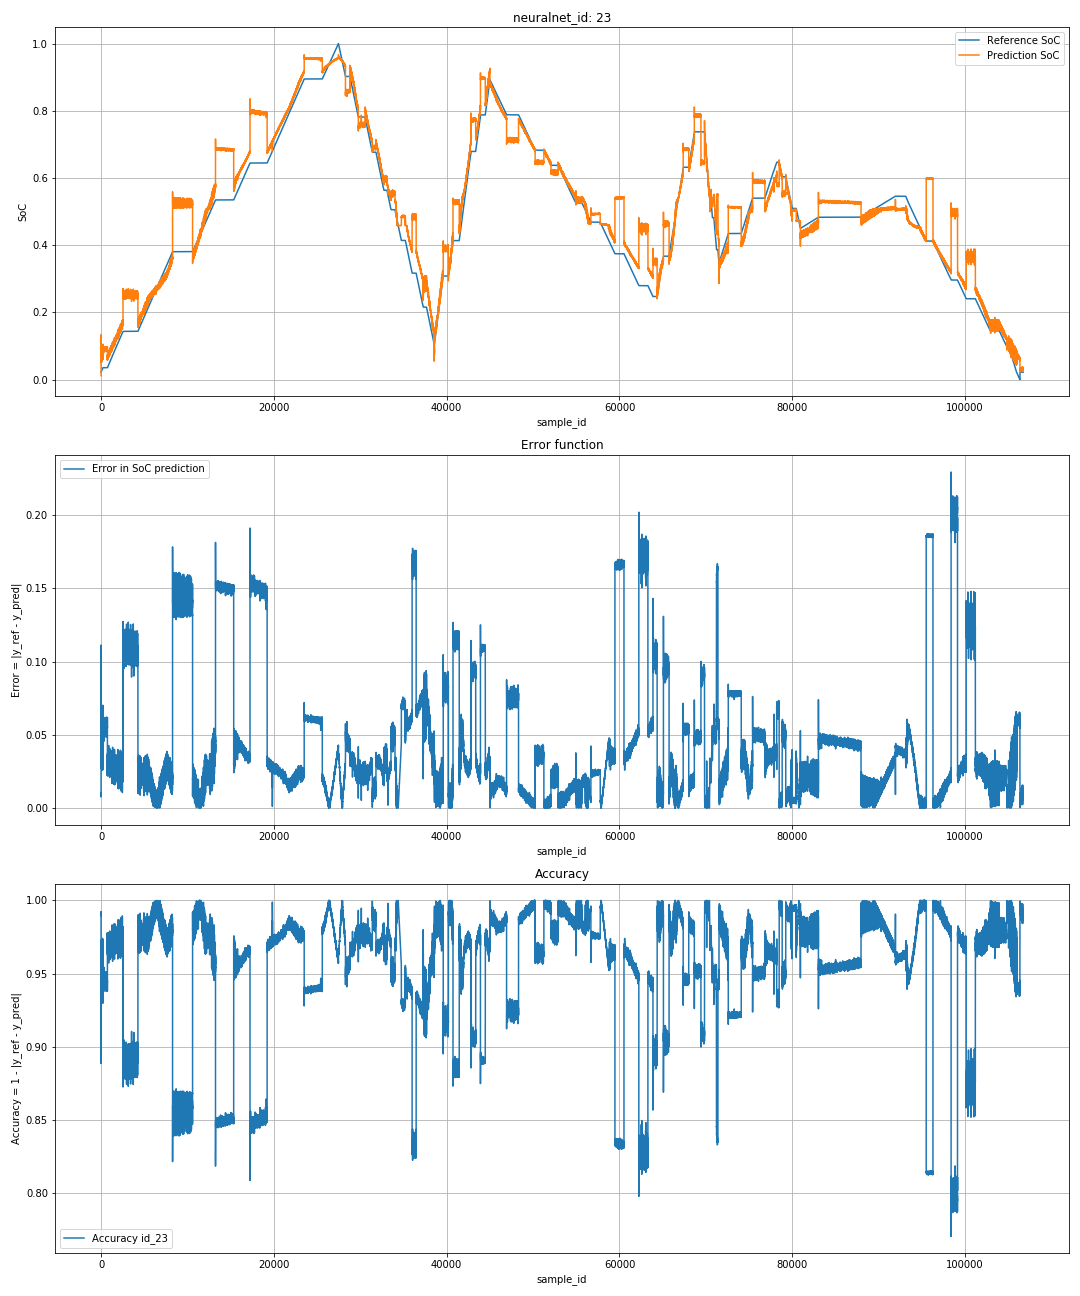 neuralnet_id: 23
Reference SoC
Prediction SoC
1.0
0.8
0.6
0.4
0.2
0.0
SoC
0
20000
40000
60000
80000
100000
sample_id
Error function
Error in SoC prediction
0.20
0.15
0.10
0.05
0.00
Error = |y_ref - y_pred|
0
20000
40000
60000
80000
100000
sample_id
Accuracy
1.00
0.95
0.90
0.85
0.80
Accuracy = 1 - |y_ref - y_pred|
Accuracy id_23
0
20000
40000
60000
80000
100000
sample_id